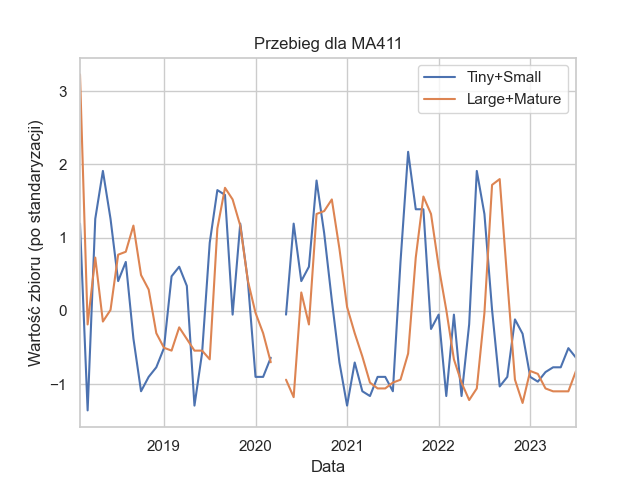 Przebieg dla MA411
Tiny+Small
Large+Mature
Wartość zbioru (po standaryzacji)
3
2
1
0
−1
2019
2020
2021
2022
2023
Data